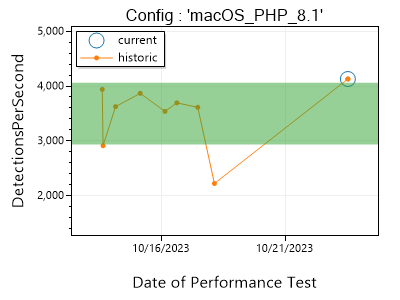 Config : 'macOS_PHP_8.1'
current
historic
DetectionsPerSecond
5,000
4,000
3,000
2,000
10/16/2023
10/21/2023
Date of Performance Test